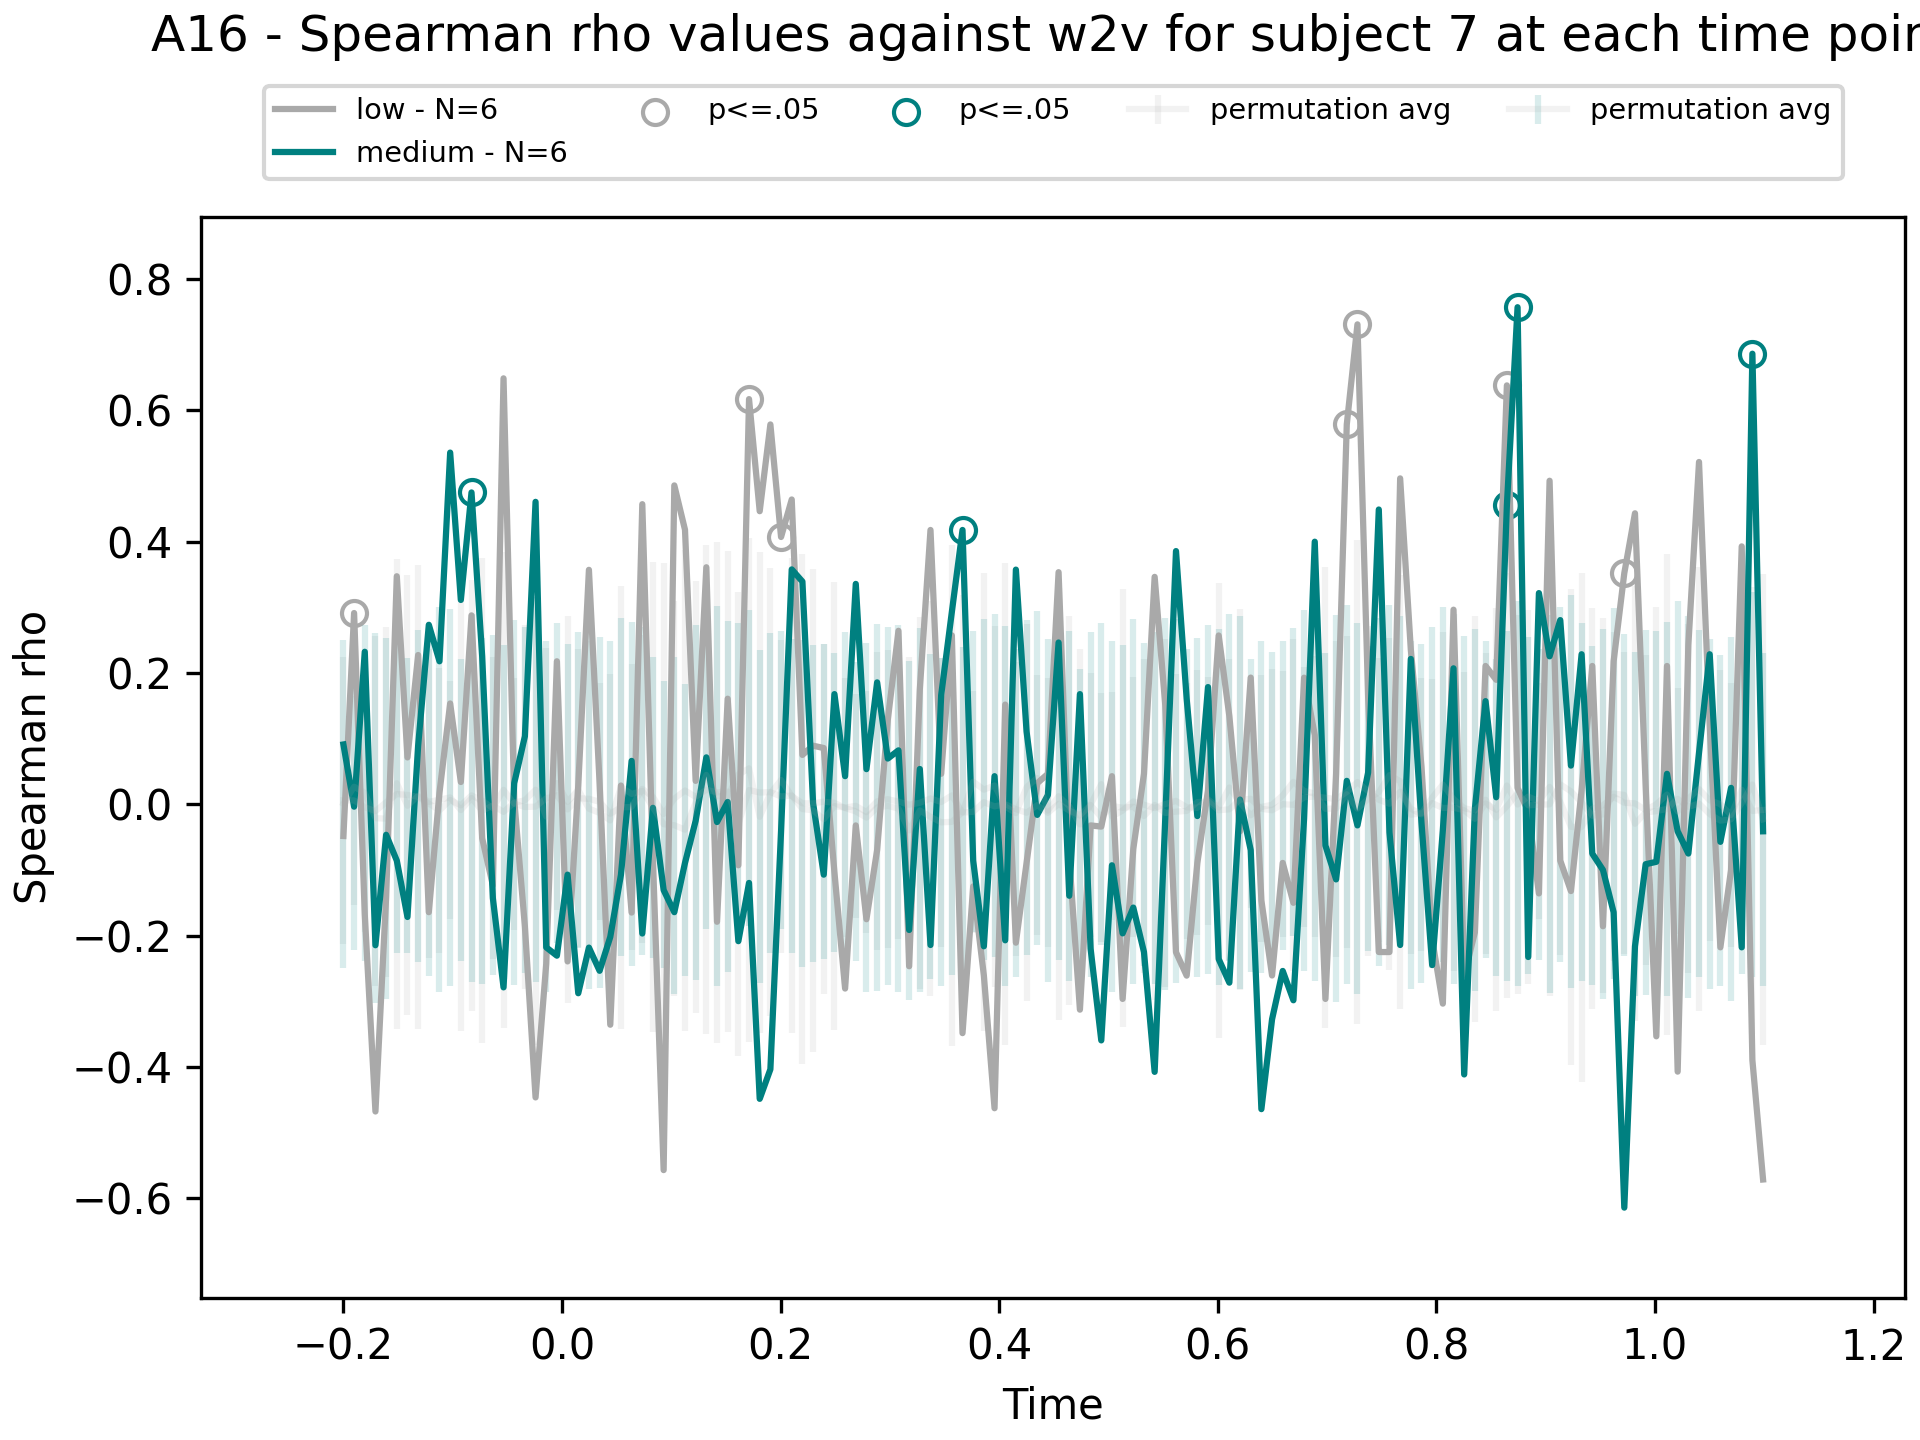 A16 - Spearman rho values against w2v for subject 7 at each time poin
low - N=6
medium - N=6
p<=.05
p<=.05
permutation avg
permutation avg
Spearman rho
0.8
0.6
0.4
0.2
0.0
−0.2
−0.4
−0.6
−0.2 0.0 0.2 0.4 0.6 0.8 1.0 1.2
Time